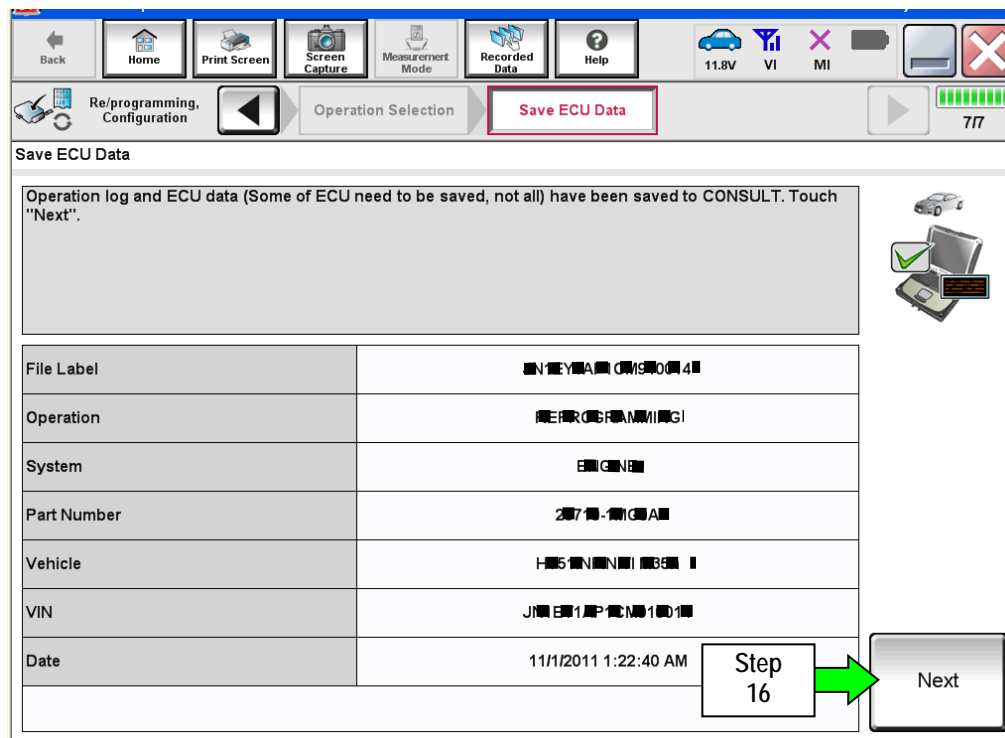 Back
Home
Print Screen
Screen
Capture
Measurement
Mode
Recorded
Data
Help
11.8V
VI
MI
Re/programming,
Configuration
Operation Selection
Save ECU Data
7/7
Save ECU Data
Operation log and ECU data (Some of ECU need to be saved, not all) have been saved to CONSULT. Touch
"Next".
File Label
Operation
System
Part Number
Vehicle
VIN
Date
11/1/2011 1:22:40 AM
Step
16
Next